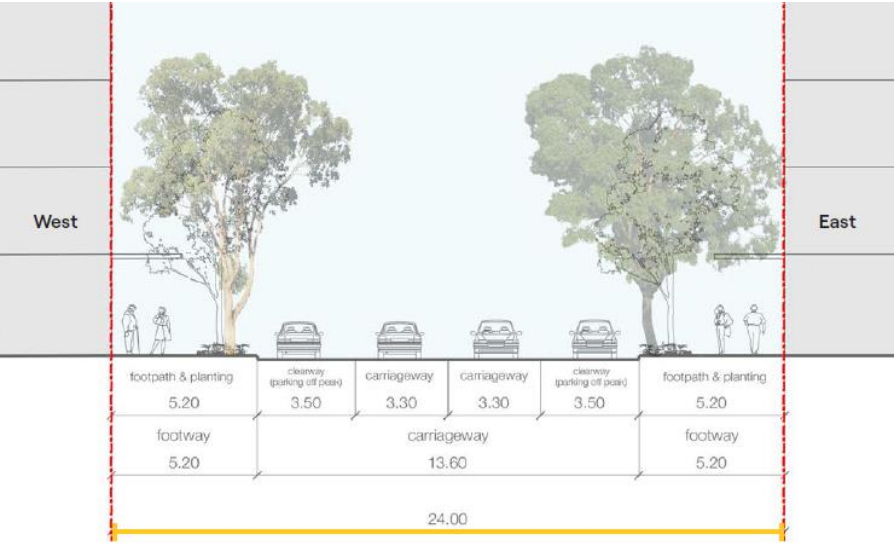 West
East
footpath & planting
clearway
(parking off peak)
carriageway
carriageway
clearway
(parking off peak)
footpath & planting
5.20
3.50
3.30
3.30
3.50
5.20
footway
carriageway
footway
5.20
13.60
5.20
24.00